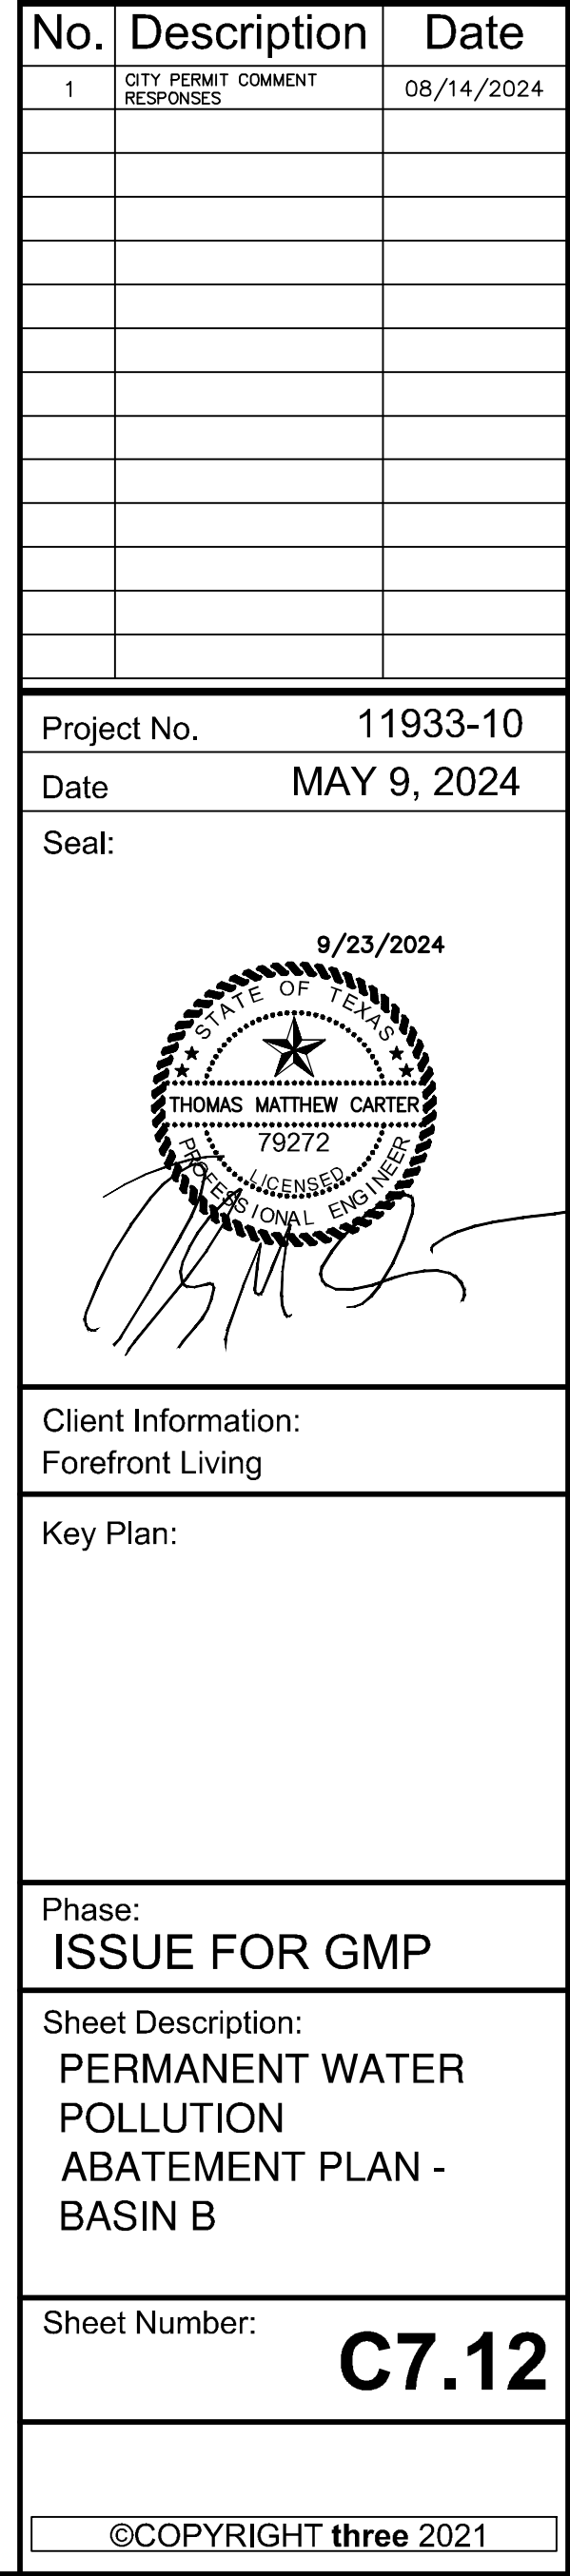 No. Description Date
1 CITY PERMIT COMMENT RESPONSES 08/14/2024
Project No. 11933-10
Date MAY 9, 2024
Seal:
9/23/2024
STATE OF TEXAS
THOMAS MATTHEW CARTER
79272
LICENSED
PROFESSIONAL ENGINEER
Client Information:
Forefront Living
Key Plan:
Phase:
ISSUE FOR GMP
Sheet Description:
PERMANENT WATER
POLLUTION
ABATEMENT PLAN -
BASIN B
Sheet Number:
C7.12
©COPYRIGHT three 2021